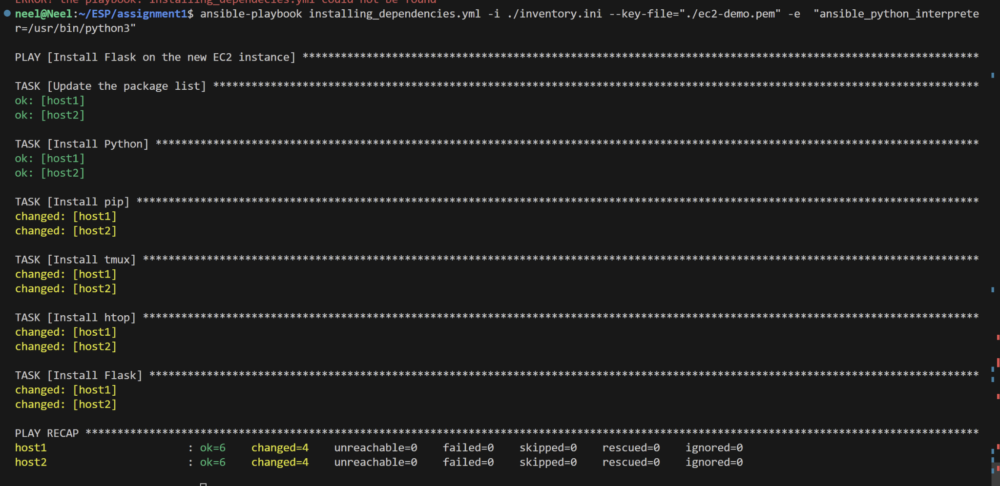 ERROR! the playbook: installing_dependecies.yml could not be found
neel@Neel:~/ESP/assignment1$ ansible-playbook installing_dependencies.yml -i ./inventory.ini --key-file="./ec2-demo.pem" -e  "ansible_python_interprete
r=/usr/bin/python3"
PLAY [Install Flask on the new EC2 instance] **********************************************************************************************************
TASK [Update the package list] ************************************************************************************************************************
ok: [host1]
ok: [host2]
TASK [Install Python] *********************************************************************************************************************************
ok: [host1]
ok: [host2]
TASK [Install pip] ************************************************************************************************************************************
changed: [host1]
changed: [host2]
TASK [Install tmux] ***********************************************************************************************************************************
changed: [host1]
changed: [host2]
TASK [Install htop] ***********************************************************************************************************************************
changed: [host1]
changed: [host2]
TASK [Install Flask] **********************************************************************************************************************************
changed: [host1]
changed: [host2]
PLAY RECAP ********************************************************************************************************************************************
host1                      : ok=6    changed=4    unreachable=0    failed=0    skipped=0    rescued=0    ignored=0
host2                      : ok=6    changed=4    unreachable=0    failed=0    skipped=0    rescued=0    ignored=0